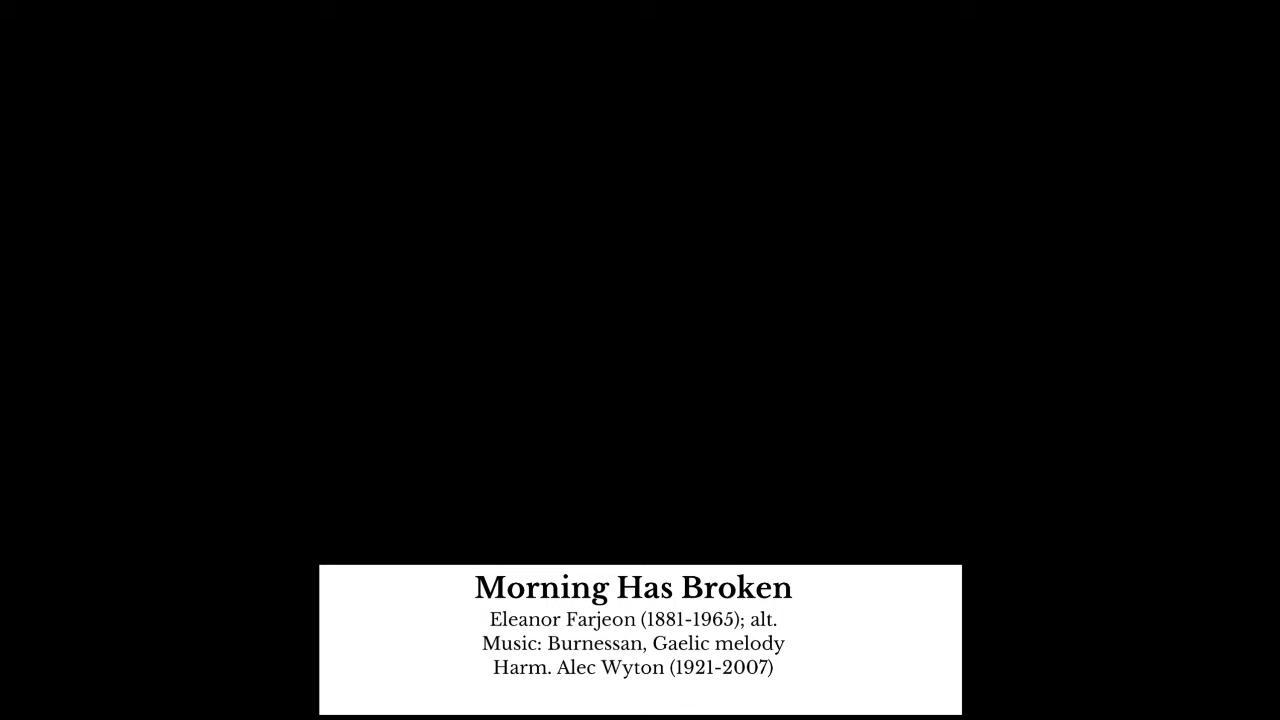 Morning Has Broken
Eleanor Farjeon (1881-1965); alt.
Music: Burnessan, Gaelic melody
Harm. Alec Wyton (1921-2007)